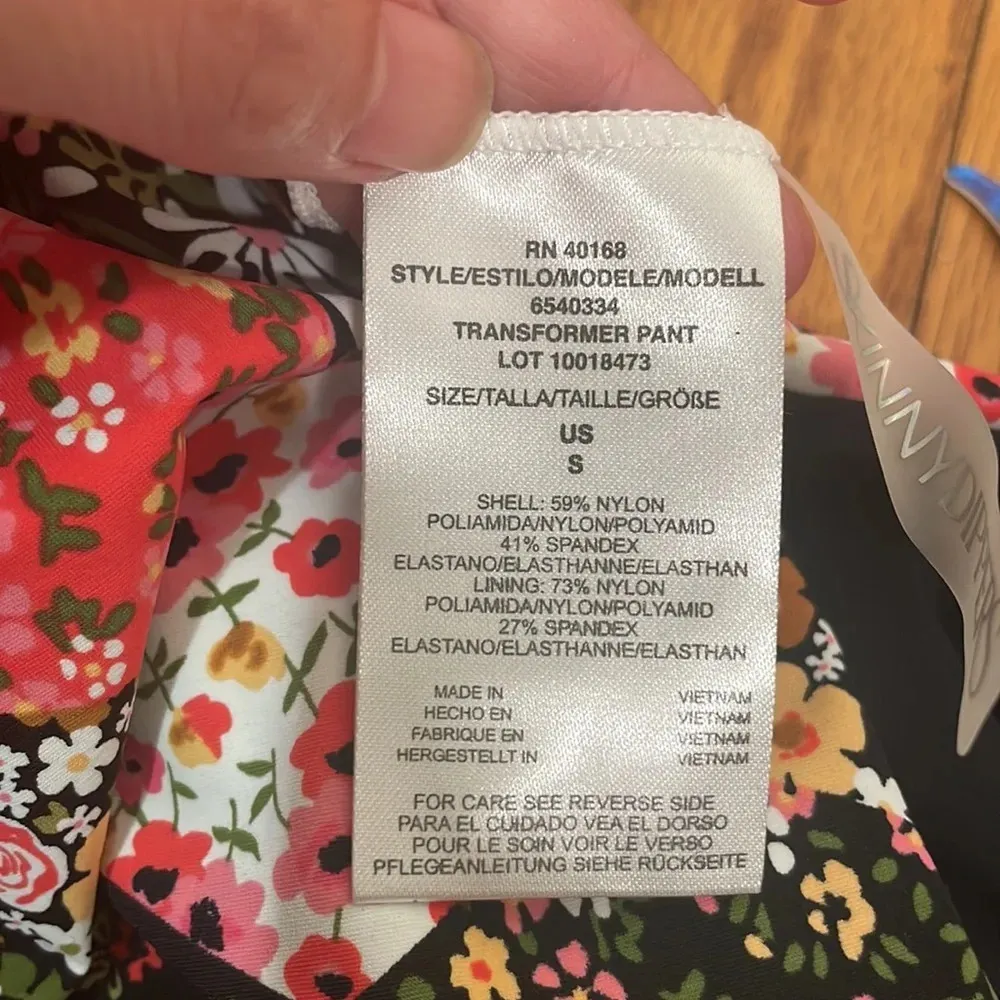 RN 40168
STYLE/ESTILO/MODELE/MODELL
6540334
TRANSFORMER PANT
LOT 10018473
SIZE/TALLA/TAILLE/GRÖßE
US
S
SHELL: 59% NYLON
POLIAMIDA/NYLON/POLYAMID
41% SPANDEX
ELASTANO/ELASTHANNE/ELASTHAN
LINING: 73% NYLON
POLIAMIDA/NYLON/POLYAMID
27% SPANDEX
ELASTANO/ELASTHANNE/ELASTHAN
MADE IN VIETNAM
HECHO EN VIETNAM
FABRIQUE EN VIETNAM
HERGESTELLT IN VIETNAM
FOR CARE SEE REVERSE SIDE
PARA EL CUIDADO VEA EL DORSO
POUR LE SOIN VOIR LE VERSO
PFLEGEANLEITUNG SIEHE RÜCKSEITE